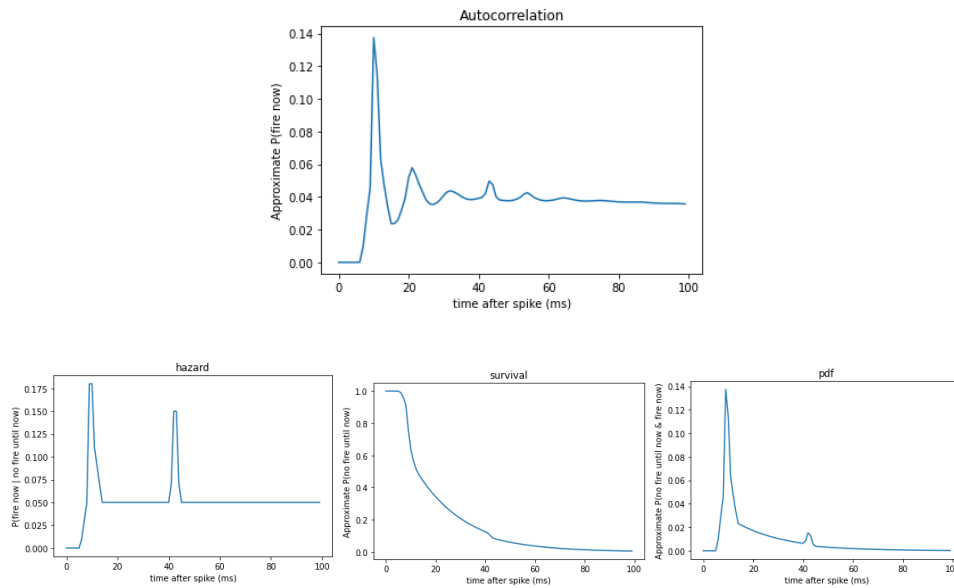 Autocorrelation
Approximate P(fire now)
0.14
0.12
0.10
0.08
0.06
0.04
0.02
0.00
0 20 40 60 80 100
time after spike (ms)
hazard
P(fire now | no fire until now)
0.175
0.150
0.125
0.100
0.075
0.050
0.025
0.000
0 20 40 60 80 100
time after spike (ms)
survival
Approximate P(no fire until now)
1.0
0.8
0.6
0.4
0.2
0.0
0 20 40 60 80 100
time after spike (ms)
pdf
Approximate P(no fire until now & fire now)
0.14
0.12
0.10
0.08
0.06
0.04
0.02
0.00
0 20 40 60 80 100
time after spike (ms)